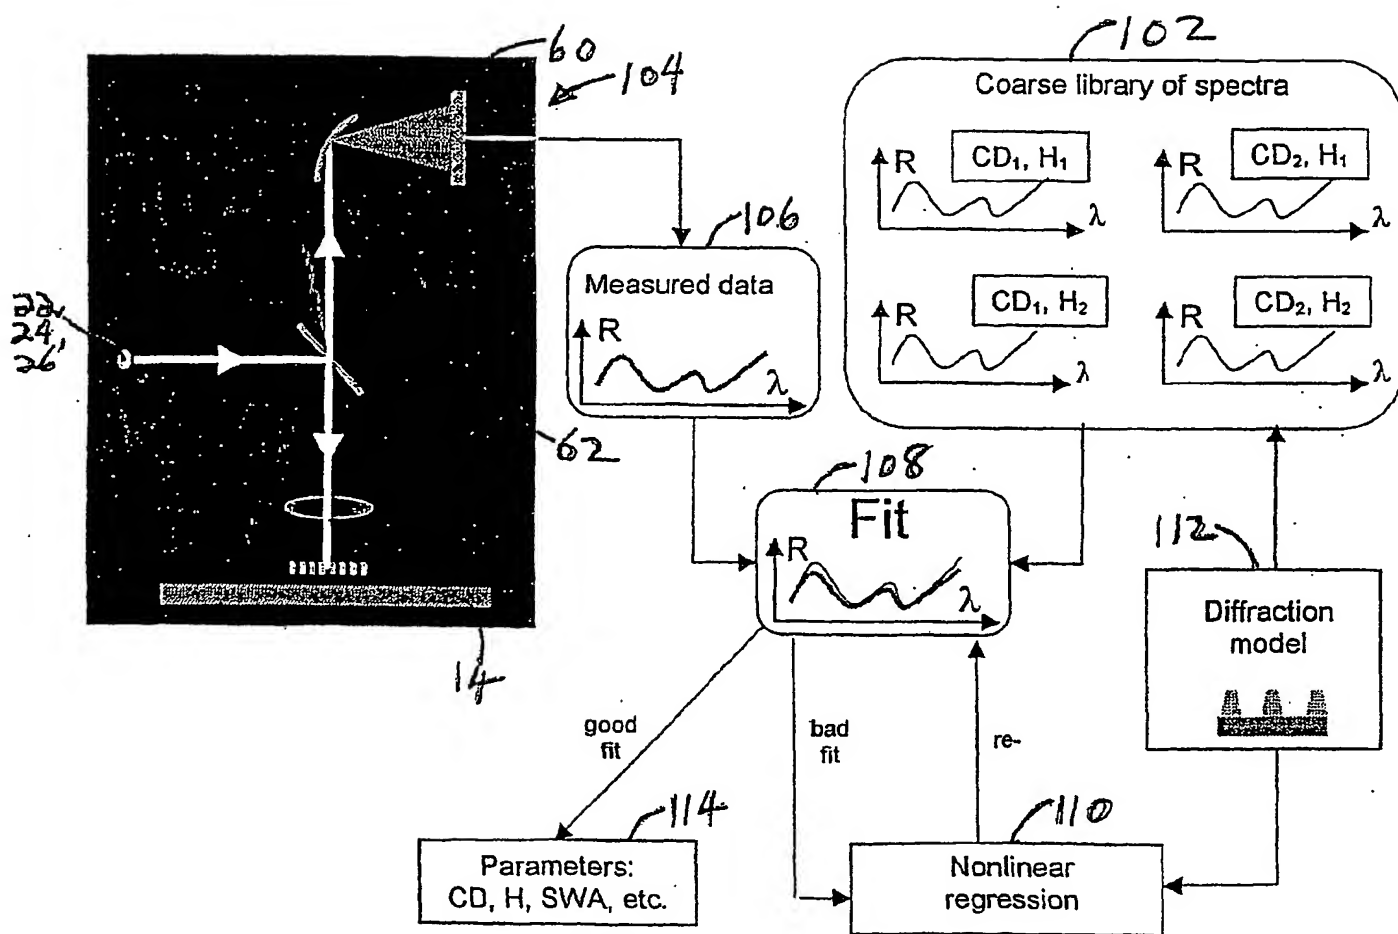 60
104
102
Coarse library of spectra
R
CD₁, H₁
λ
R
CD₂, H₁
λ
R
CD₁, H₂
λ
R
CD₂, H₂
λ
106
Measured data
R
λ
22,
24,
26,
62
14
108
Fit
R
λ
112
Diffraction
model
good
fit
bad
fit
re-
114
Parameters:
CD, H, SWA, etc.
110
Nonlinear
regression